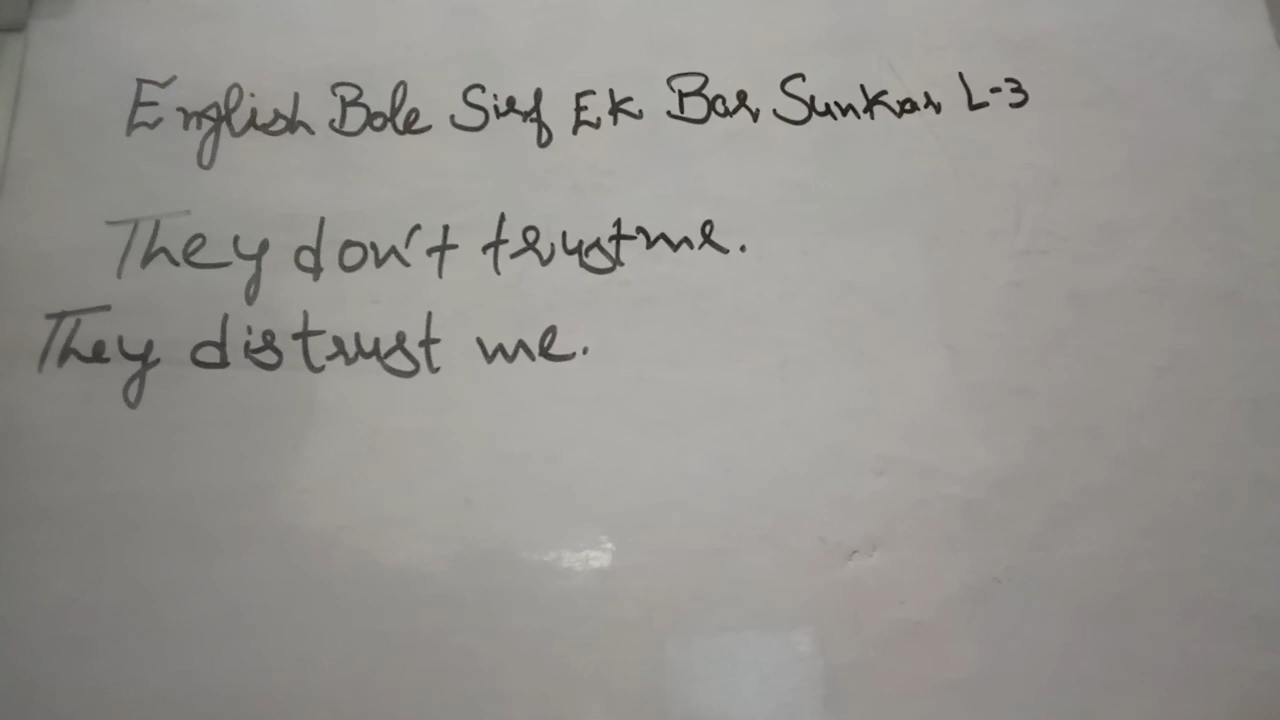 English Bole Sirf Ek Bar Sunkar L-3
They don't trust me.
They distrust me.